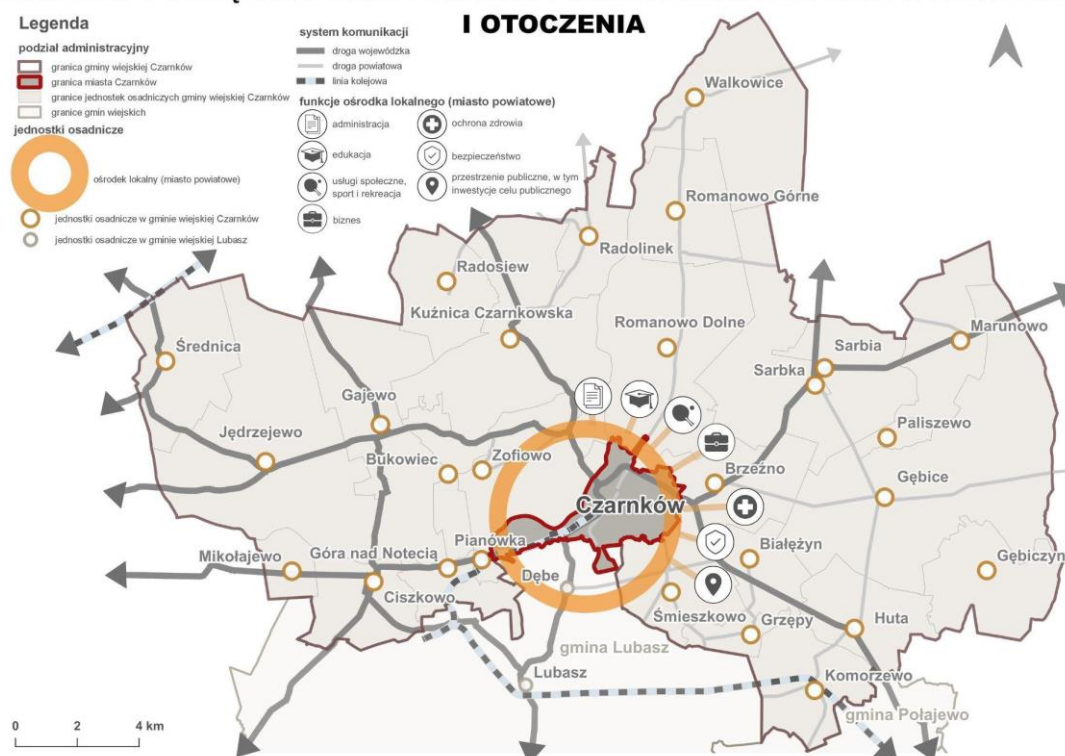 I OTOCZENIA
Legenda
podział administracyjny
granica gminy wiejskiej Czarnków
granica miasta Czarnków
granice jednostek osadniczych gminy wiejskiej Czarnków
granice gmin wiejskich
jednostki osadnicze
ośrodek lokalny (miasto powiatowe)
jednostki osadnicze w gminie wiejskiej Czarnków
jednostki osadnicze w gminie wiejskiej Lubasz
system komunikacji
droga wojewódzka
droga powiatowa
linia kolejowa
funkcje ośrodka lokalnego (miasto powiatowe)
administracja
ochrona zdrowia
edukacja
bezpieczeństwo
usługi społeczne,
sport i rekreacja
przestrzenie publiczne, w tym
inwestycje celu publicznego
biznes
Walkowice
Romanowo Górne
Radolinek
Radosiew
Kuźnica Czarnkowska
Romanowo Dolne
Marunowo
Sarbia
Sarbka
Średnica
Gajewo
Paliszewo
Jędrzejewo
Bukowiec
Zofiowo
Brzeźno
Gębice
Czarnków
Pianówka
Białężyn
Gębiczyn
Mikołajewo
Góra nad Notecią
Dębe
Ciszkowo
Śmieszkowo
Grzępy
Huta
gmina Lubasz
Lubasz
Komorzewo
gmina Połajewo
0 2 4 km